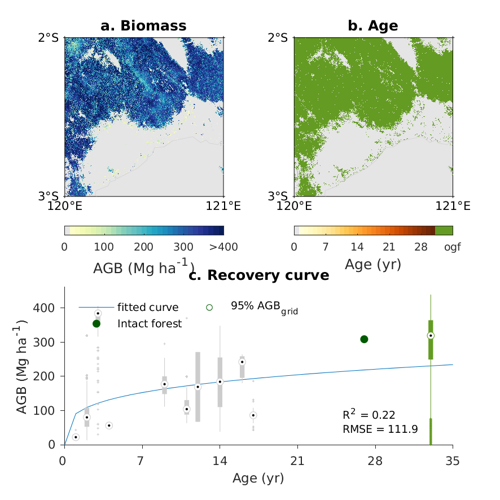 a. Biomass
b. Age
2°S
2°S
3°S
3°S
120°E
121°E
120°E
121°E
0 100 200 300 >400
0 7 14 21 28 ogf
AGB (Mg ha-1)
Age (yr)
c. Recovery curve
400
300
200
100
0
AGB (Mg ha-1)
fitted curve
95% AGBgrid
Intact forest
R2 = 0.22
RMSE = 111.9
0 7 14 21 28 35
Age (yr)